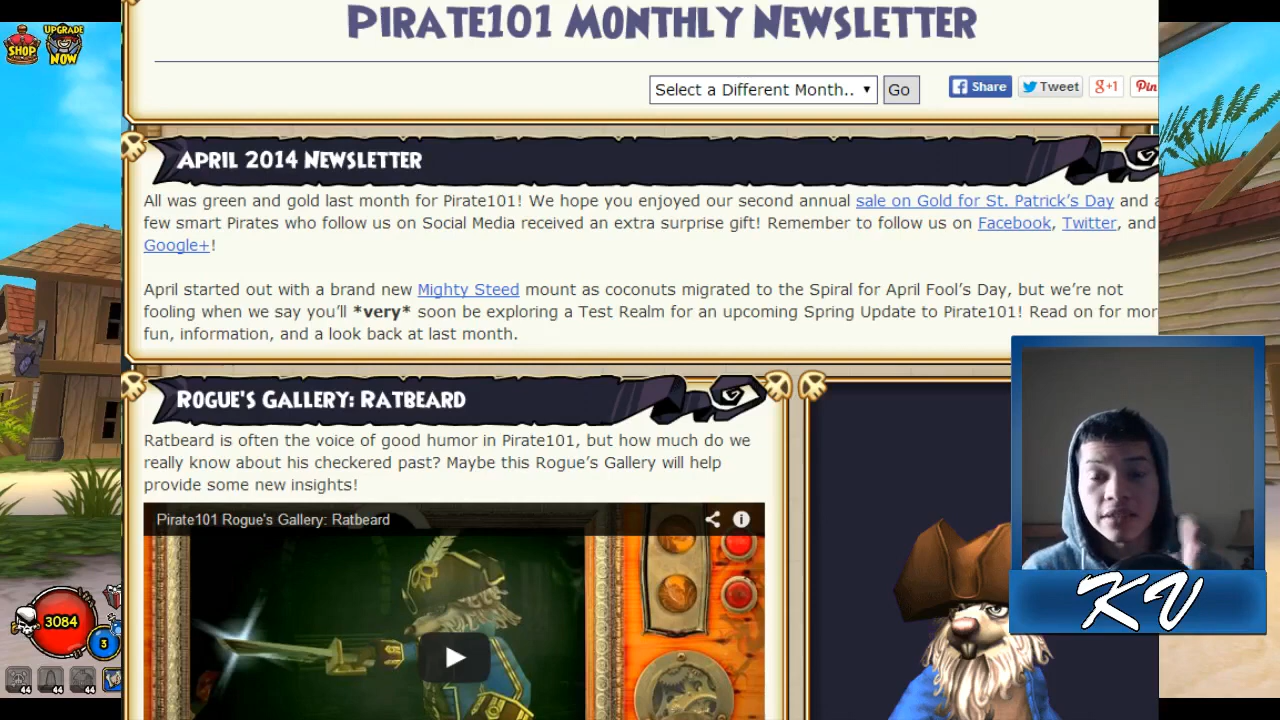 PIRATE101 MONTHLY NEWSLETTER
SHOP
UPGRADE
NOW
Select a Different Month.. Go
Share
Tweet
g+1
Pin
APRIL 2014 NEWSLETTER
All was green and gold last month for Pirate101! We hope you enjoyed our second annual sale on Gold for St. Patrick's Day and a
few smart Pirates who follow us on Social Media received an extra surprise gift! Remember to follow us on Facebook, Twitter, and
Google+!
April started out with a brand new Mighty Steed mount as coconuts migrated to the Spiral for April Fool's Day, but we're not
fooling when we say you'll *very* soon be exploring a Test Realm for an upcoming Spring Update to Pirate101! Read on for mor
fun, information, and a look back at last month.
ROGUE'S GALLERY: RATBEARD
Ratbeard is often the voice of good humor in Pirate101, but how much do we
really know about his checkered past? Maybe this Rogue's Gallery will help
provide some new insights!
Pirate101 Rogue's Gallery: Ratbeard
KV
3084
3
44 44 44